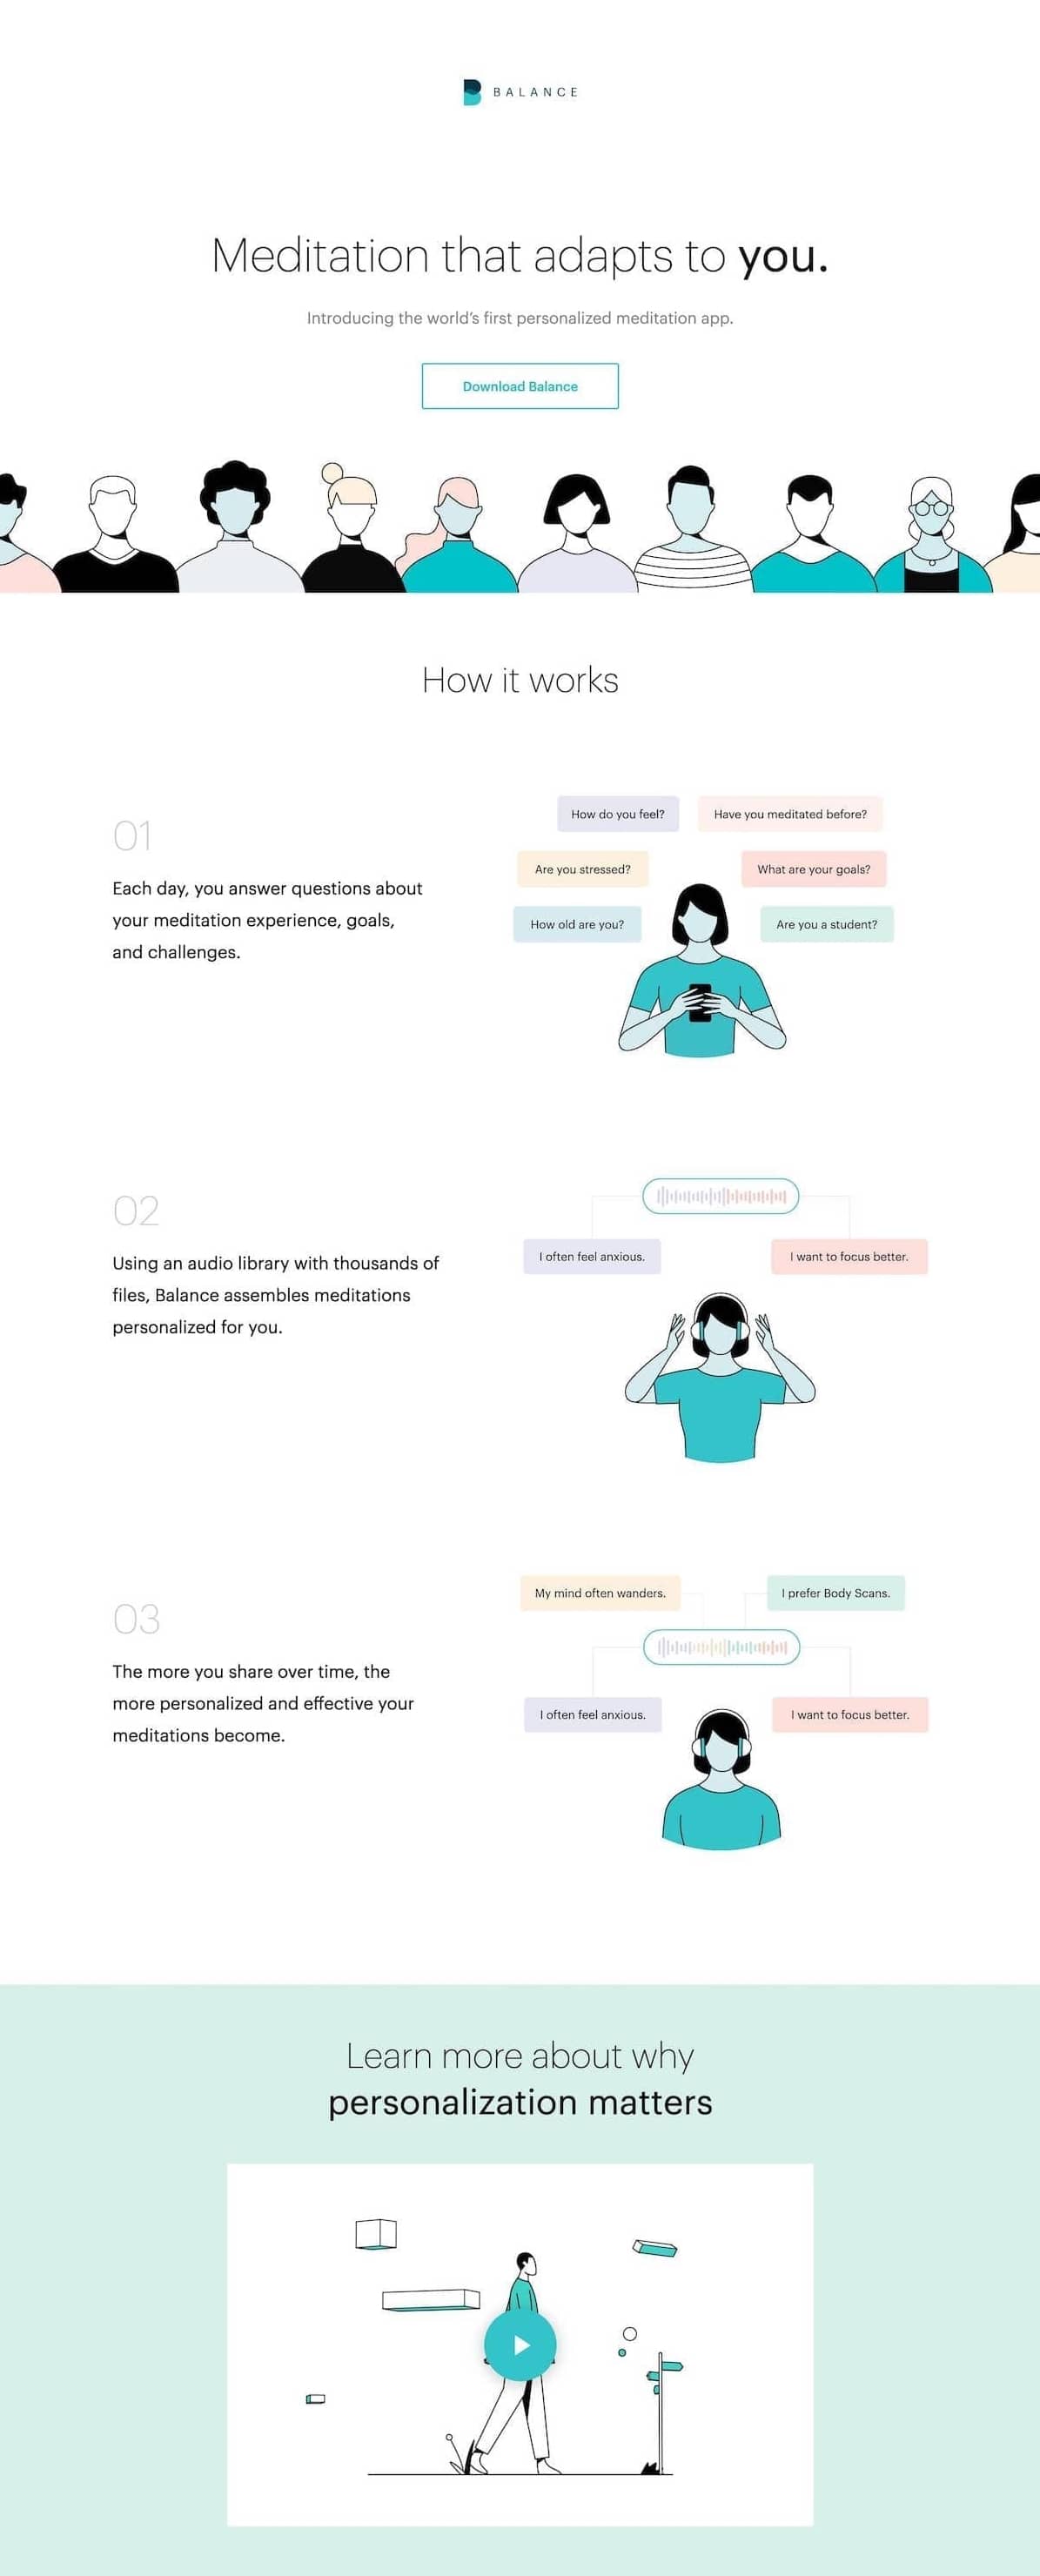 BALANCE
Meditation that adapts to you.
Introducing the world's first personalized meditation app.
Download Balance
How it works
01
Each day, you answer questions about
your meditation experience, goals,
and challenges.
How do you feel?
Have you meditated before?
Are you stressed?
What are your goals?
How old are you?
Are you a student?
02
Using an audio library with thousands of
files, Balance assembles meditations
personalized for you.
I often feel anxious.
I want to focus better.
03
The more you share over time, the
more personalized and effective your
meditations become.
My mind often wanders.
I prefer Body Scans.
I often feel anxious.
I want to focus better.
Learn more about why
personalization matters